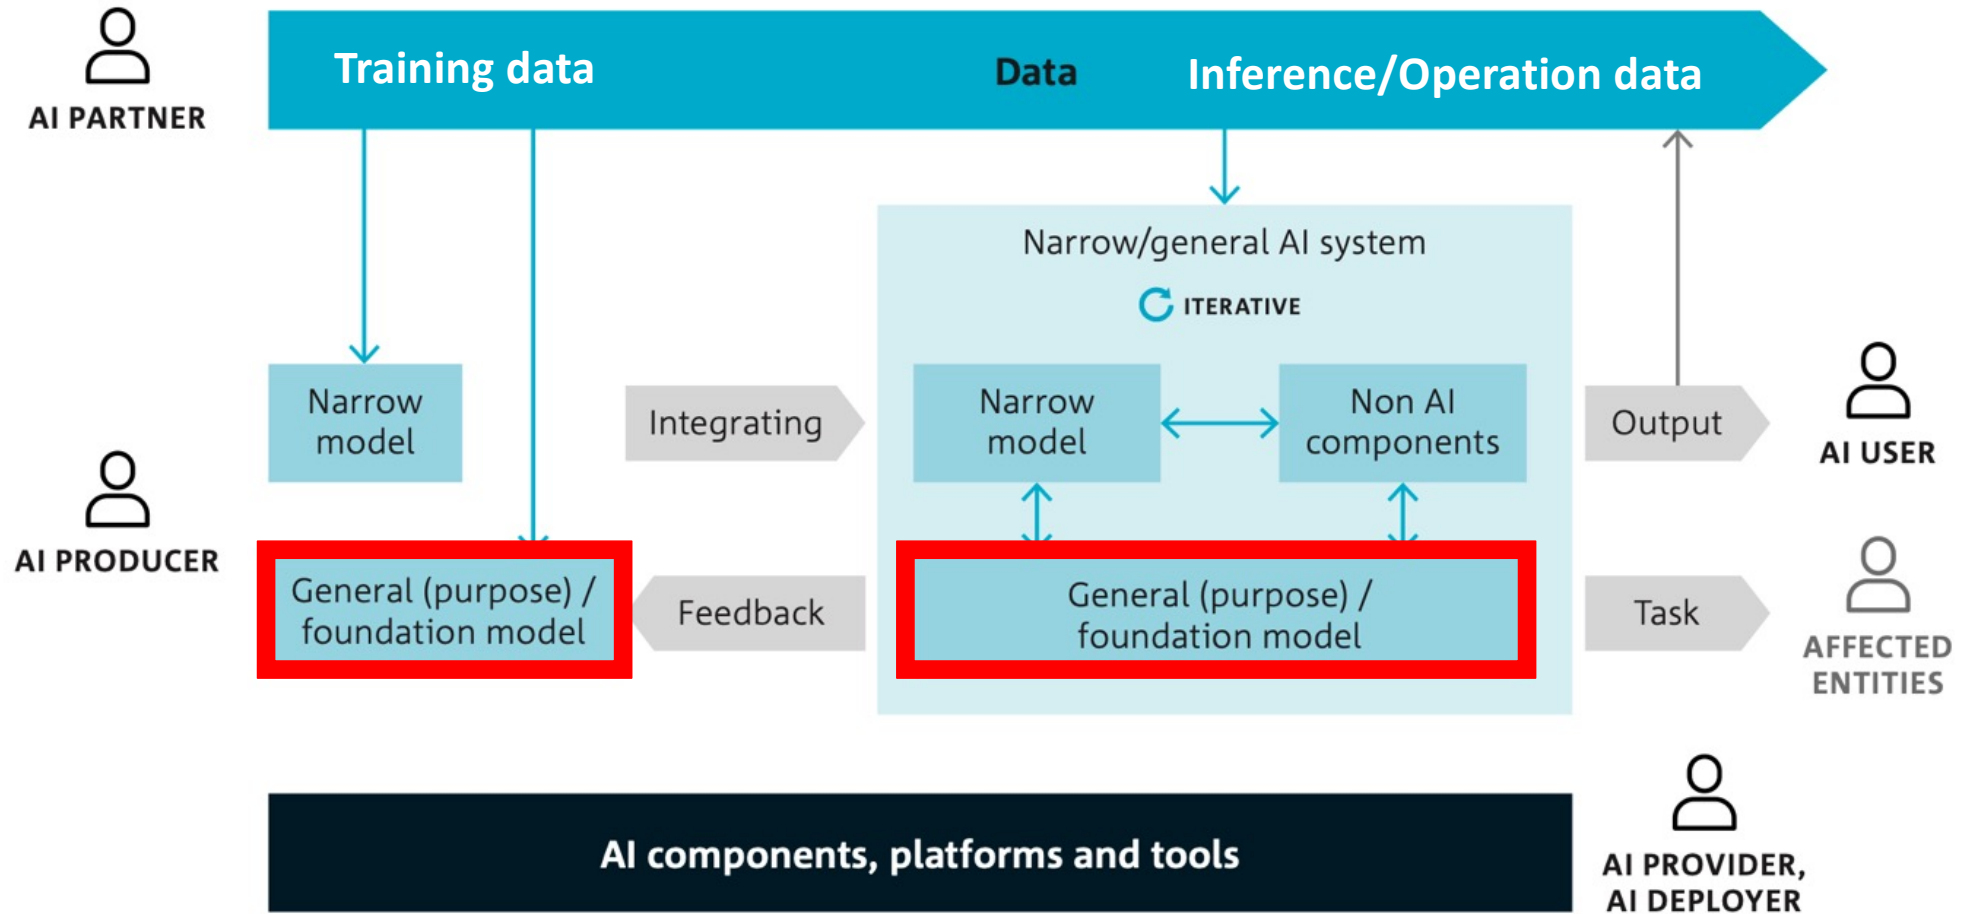 Training data
Data
Inference/Operation data
AI PARTNER
Narrow/general AI system
ITERATIVE
Narrow
model
Integrating
Narrow
model
Non AI
components
Output
AI USER
AI PRODUCER
General (purpose) /
foundation model
Feedback
General (purpose) /
foundation model
Task
AFFECTED
ENTITIES
AI components, platforms and tools
AI PROVIDER,
AI DEPLOYER